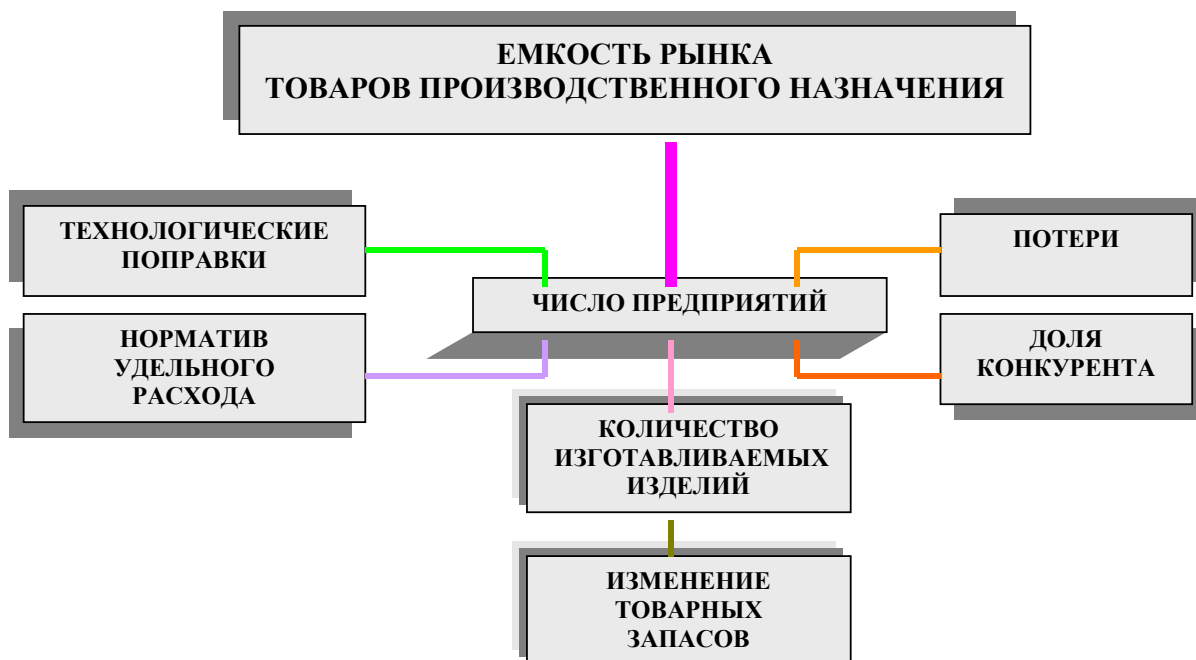 ЕМКОСТЬ РЫНКА
ТОВАРОВ ПРОИЗВОДСТВЕННОГО НАЗНАЧЕНИЯ
ТЕХНОЛОГИЧЕСКИЕ
ПОПРАВКИ
ПОТЕРИ
ЧИСЛО ПРЕДПРИЯТИЙ
НОРМАТИВ
УДЕЛЬНОГО
РАСХОДА
ДОЛЯ
КОНКУРЕНТА
КОЛИЧЕСТВО
ИЗГОТАВЛИВАЕМЫХ
ИЗДЕЛИЙ
ИЗМЕНЕНИЕ
ТОВАРНЫХ
ЗАПАСОВ